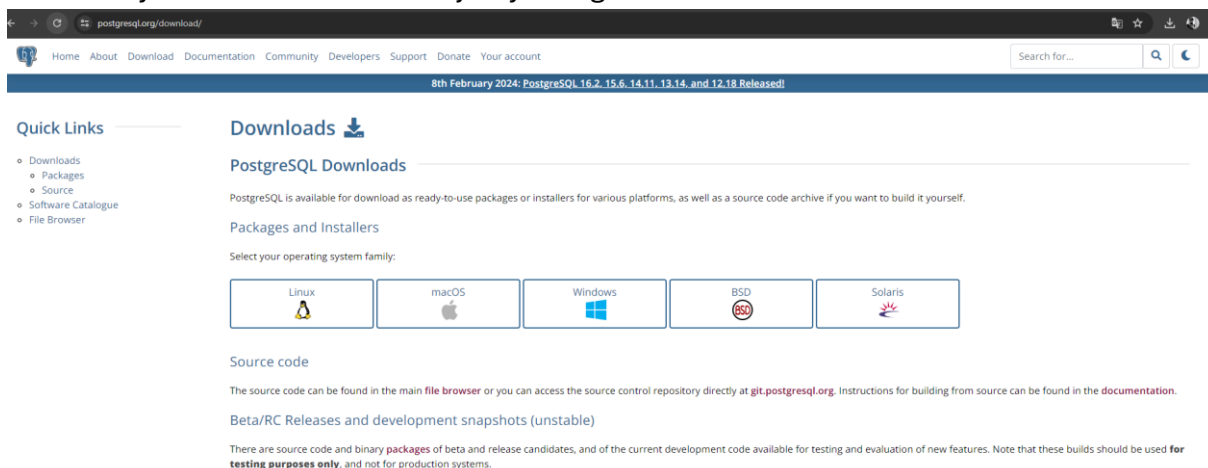 postgresql.org/download/
Home About Download Documentation Community Developers Support Donate Your account
Search for...
8th February 2024: PostgreSQL 16.2, 15.6, 14.11, 13.14, and 12.18 Released!
Quick Links
Downloads
Packages
Source
Software Catalogue
File Browser
Downloads
PostgreSQL Downloads
PostgreSQL is available for download as ready-to-use packages or installers for various platforms, as well as a source code archive if you want to build it yourself.
Packages and Installers
Select your operating system family:
Linux macOS Windows BSD Solaris
BSD
Source code
The source code can be found in the main file browser or you can access the source control repository directly at git.postgresql.org. Instructions for building from source can be found in the documentation.
Beta/RC Releases and development snapshots (unstable)
There are source code and binary packages of beta and release candidates, and of the current development code available for testing and evaluation of new features. Note that these builds should be used for
testing purposes only, and not for production systems.